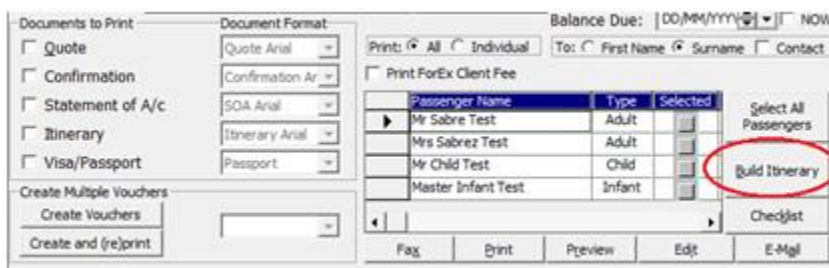 Documents to Print
Document Format
Quote
Quote Arial
Confirmation
Confirmation Ar
Statement of A/c
SOA Arial
Itinerary
Itinerary Arial
Visa/Passport
Passport
Create Multiple Vouchers
Create Vouchers
Create and (re)print
Balance Due:
DD/MM/YYYY
NOW
Print:
All
Individual
To:
First Name
Surname
Contact
Print ForEx Client Fee
Passenger Name
Type
Selected
Mr Sabre Test
Adult
Mrs Sabrez Test
Adult
Mr Child Test
Child
Master Infant Test
Infant
Select All
Passengers
Build Itinerary
Checklist
Fax
Print
Preview
Edit
E-Mail